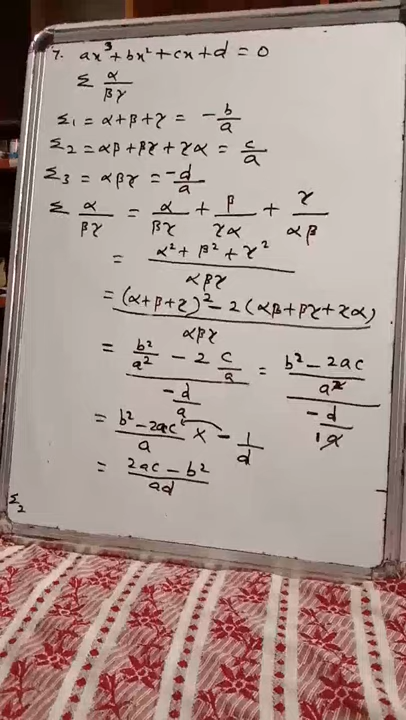 7. ax³ + bx² + cx + d = 0
Σ α/βγ
Σ₁ = α+β+γ = -b/a
Σ₂ = αβ+βγ+γα = c/a
Σ₃ = αβγ = -d/a
Σ α/βγ = α/βγ + β/γα + γ/αβ
= (α² + β² + γ²)/αβγ
= ((α+β+γ)² - 2(αβ+βγ+γα))/αβγ
= (b²/a² - 2 c/a)/(-d/a) = ((b² - 2ac)/a²)/(-d/a)
= (b² - 2ac)/a × -1/d
= (2ac - b²)/ad
Σ₂